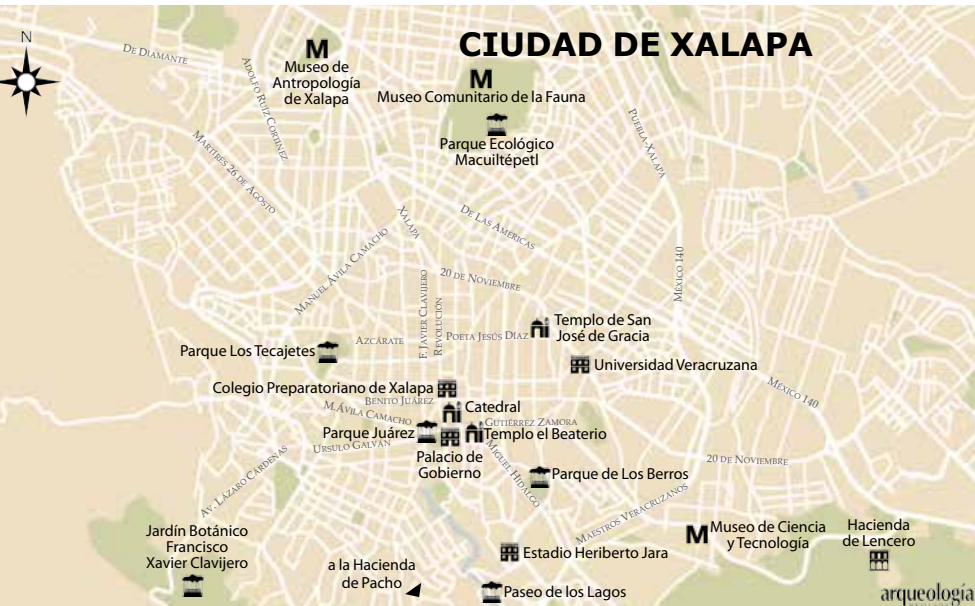 CIUDAD DE XALAPA
N
DE DIAMANTE
ADOLFO RUIZ CORTINEZ
M
Museo de
Antropología
de Xalapa
M
Museo Comunitario de la Fauna
Parque Ecológico
Macuiltépetl
PUEBLA-XALAPA
MARTIRES 26 DE AGOSTO
XALAPA
DE LAS AMERICAS
MANUEL ÁVILA CAMACHO
20 DE NOVIEMBRE
MÉXICO 140
F. JAVIER CLAVIJERO
REVOLUCIÓN
AZCÁRATE
POETA JESÚS DÍAZ
Templo de San
José de Gracia
Parque Los Tecajetes
Universidad Veracruzana
MÉXICO 140
Colegio Preparatoriano de Xalapa
BENITO JUÁREZ
M.ÁVILA CAMACHO
Catedral
GUTIÉRREZ ZAMORA
Parque Juárez
Templo el Beaterio
URSULO GALVÁN
Palacio de
Gobierno
MIGUEL HIDALGO
20 DE NOVIEMBRE
AV. LÁZARO CÁRDENAS
Parque de Los Berros
MAESTROS VERACRUZANOS
Jardín Botánico
Francisco
Xavier Clavijero
a la Hacienda
de Pacho
Estadio Heriberto Jara
Paseo de los Lagos
M
Museo de Ciencia
y Tecnología
Hacienda
de Lencero
arqueología